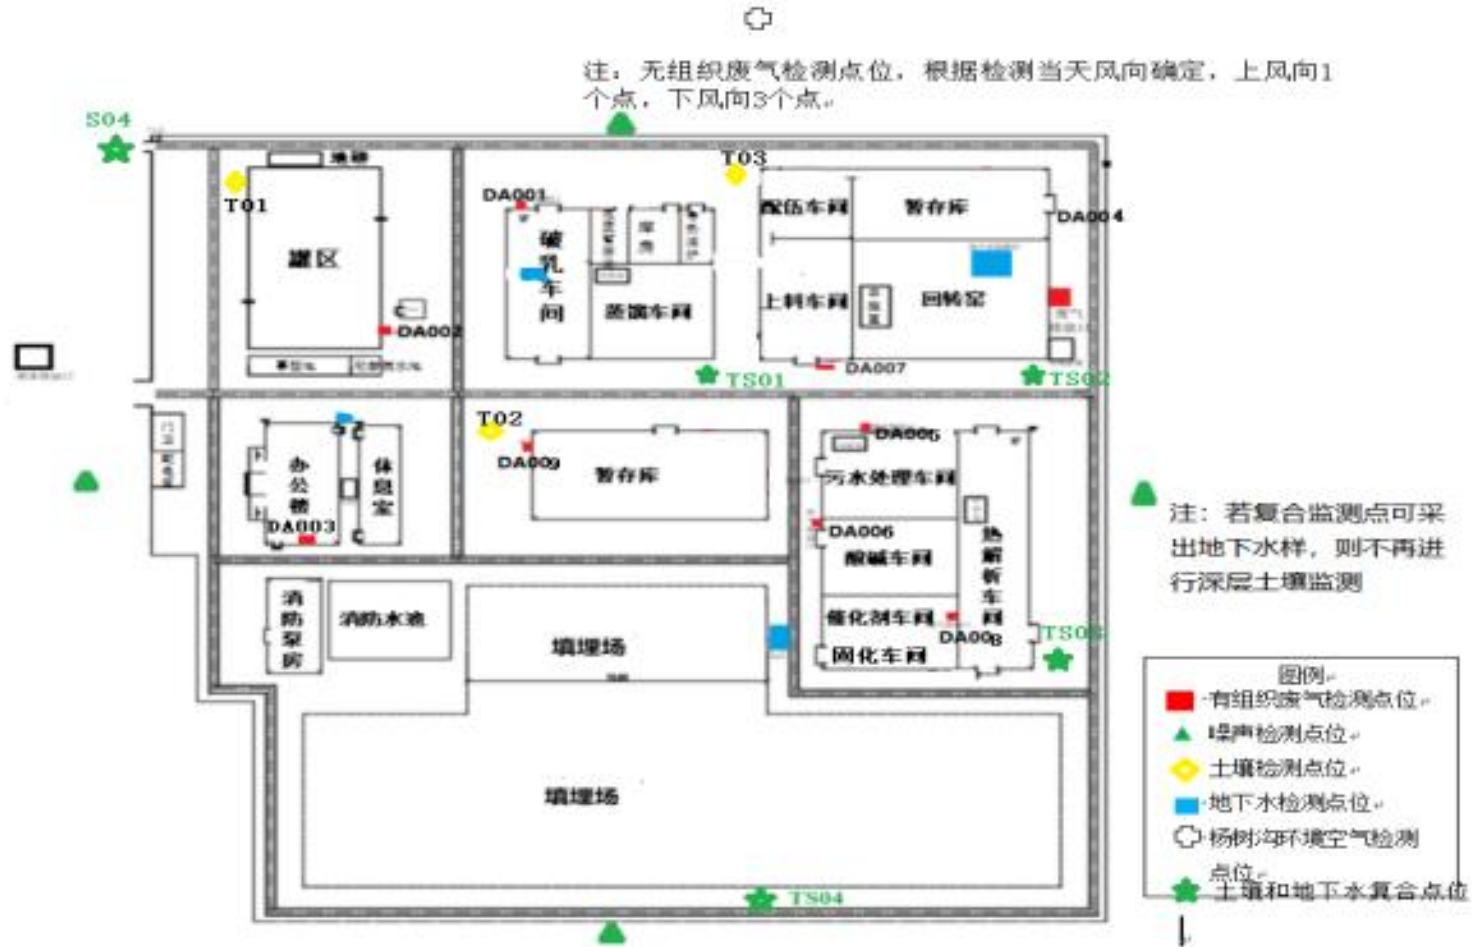 注：无组织废气检测点位，根据检测当天风向确定，上风向1
个点，下风向3个点。
S04
地磅
T01
罐区
DA002
DA001
破乳车间
蒸馏车间
T03
配伍车间
暂存库
DA004
上料车间
回转窑
DA007
TS01
TS02
办公楼
休息室
DA003
T02
DA009
暂存库
DA005
污水处理车间
DA006
酸碱车间
热解析车间
催化剂车间
DA008
固化车间
TS03
注：若复合监测点可采
出地下水样，则不再进
行深层土壤监测
消防泵房
消防水池
填埋场
填埋场
TS04
图例
有组织废气检测点位
噪声检测点位
土壤检测点位
地下水检测点位
杨树沟环境空气检测
点位
土壤和地下水复合点位